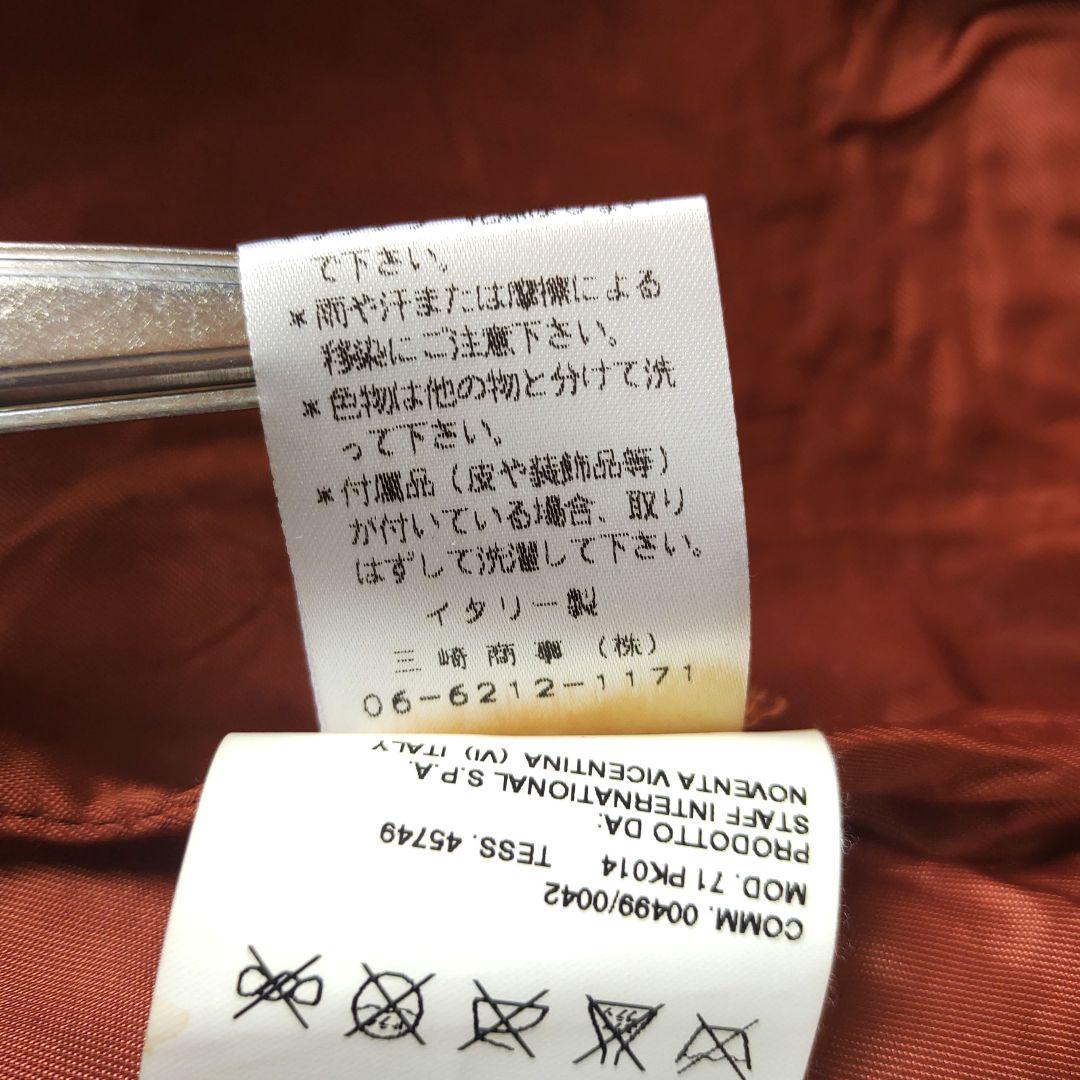 て下さい。
*雨や汗または摩擦による
移染にご注意下さい。
*色物は他の物と分けて洗
って下さい。
*付属品(皮や装飾品等)
が付いている場合、取り
はずして洗濯して下さい。
イタリー製
三崎商事(株)
06-6212-1171
COMM. 00499/0042
MOD. 71 PK014 TESS. 45749
PRODOTTO DA:
STAFF INTERNATIONAL S.P.A.
NOVENTA VICENTINA (VI) ITALY